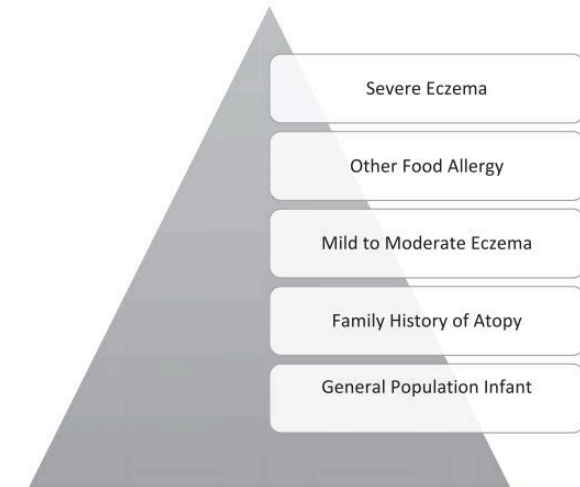 Severe Eczema
Other Food Allergy
Mild to Moderate Eczema
Family History of Atopy
General Population Infant